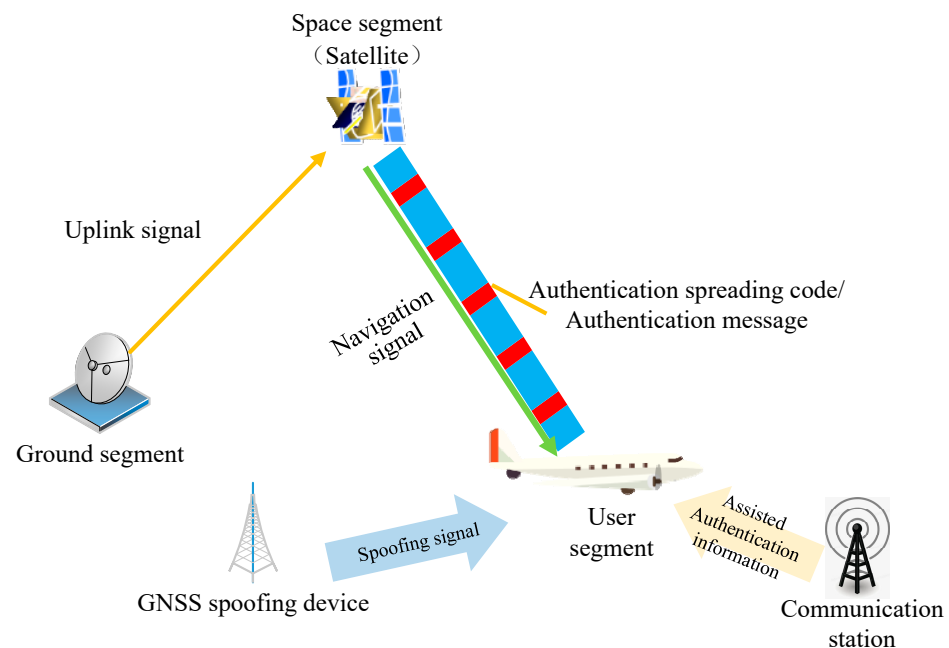 Space segment
（Satellite）
Uplink signal
Navigation
signal
Authentication spreading code/
Authentication message
Ground segment
Spoofing signal
GNSS spoofing device
User
segment
Assisted
Authentication
information
Communication
station